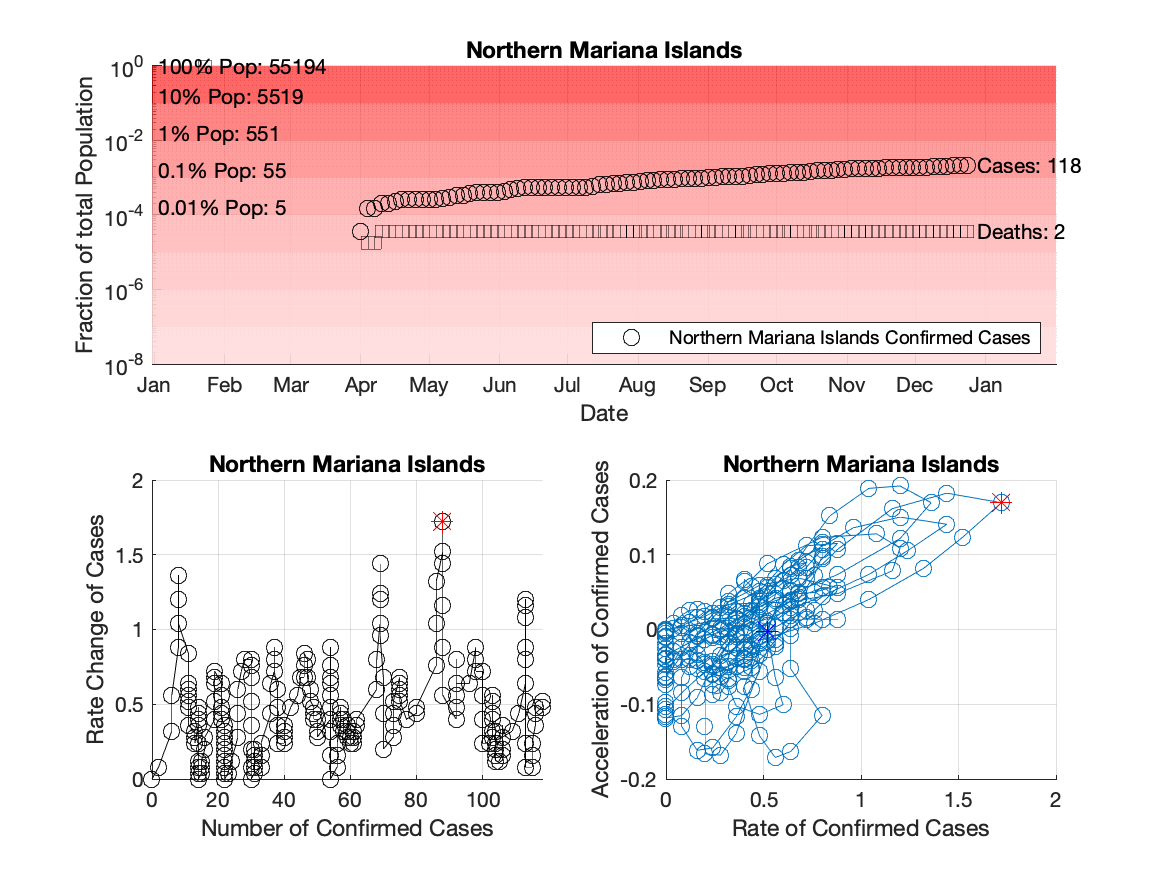 Northern Mariana Islands
Fraction of total Population
10^0
10^-2
10^-4
10^-6
10^-8
100% Pop: 55194
10% Pop: 5519
1% Pop: 551
0.1% Pop: 55
0.01% Pop: 5
Cases: 118
Deaths: 2
Northern Mariana Islands Confirmed Cases
Jan Feb Mar Apr May Jun Jul Aug Sep Oct Nov Dec Jan
Date
Northern Mariana Islands
Rate Change of Cases
2
1.5
1
0.5
0
0 20 40 60 80 100
Number of Confirmed Cases
Northern Mariana Islands
Acceleration of Confirmed Cases
0.2
0.1
0
-0.1
-0.2
0 0.5 1 1.5 2
Rate of Confirmed Cases